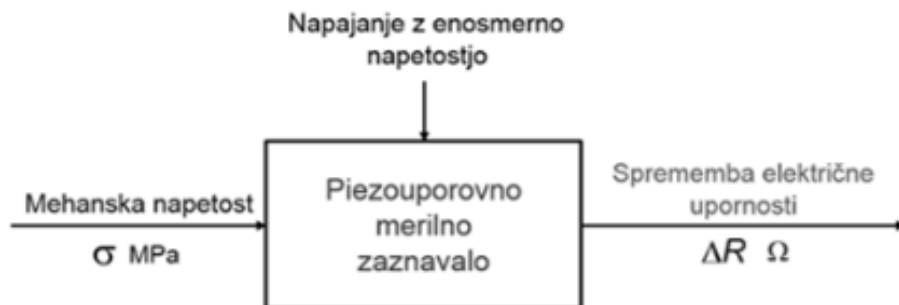 Napajanje z enosmerno
napetostjo
Mehanska napetost
σ MPa
Piezouporovno
merilno
zaznavalo
Sprememba električne
upornosti
ΔR Ω